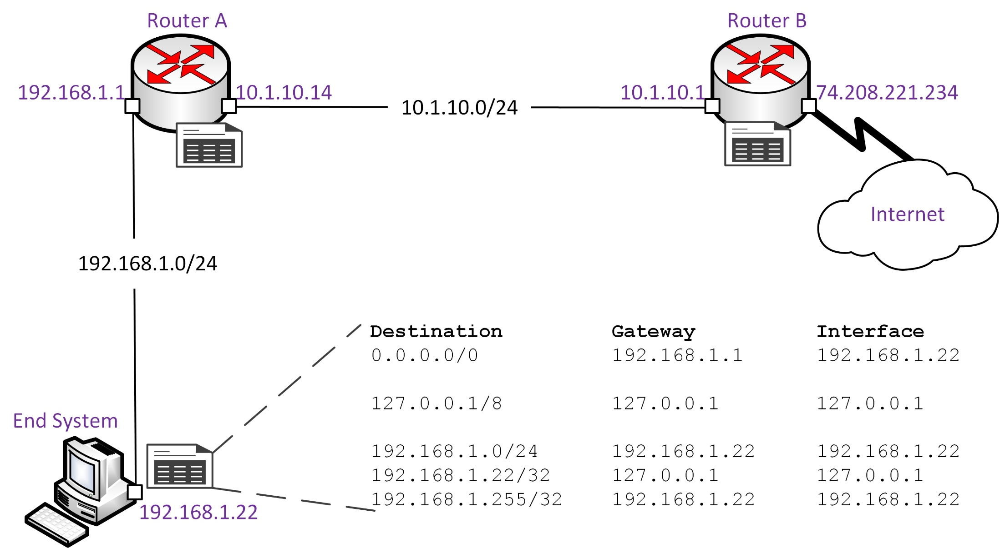 Router A
Router B
192.168.1.1
10.1.10.14
10.1.10.0/24
10.1.10.1
74.208.221.234
Internet
192.168.1.0/24
End System
192.168.1.22
Destination Gateway Interface
0.0.0.0/0 192.168.1.1 192.168.1.22
127.0.0.1/8 127.0.0.1 127.0.0.1
192.168.1.0/24 192.168.1.22 192.168.1.22
192.168.1.22/32 127.0.0.1 127.0.0.1
192.168.1.255/32 192.168.1.22 192.168.1.22